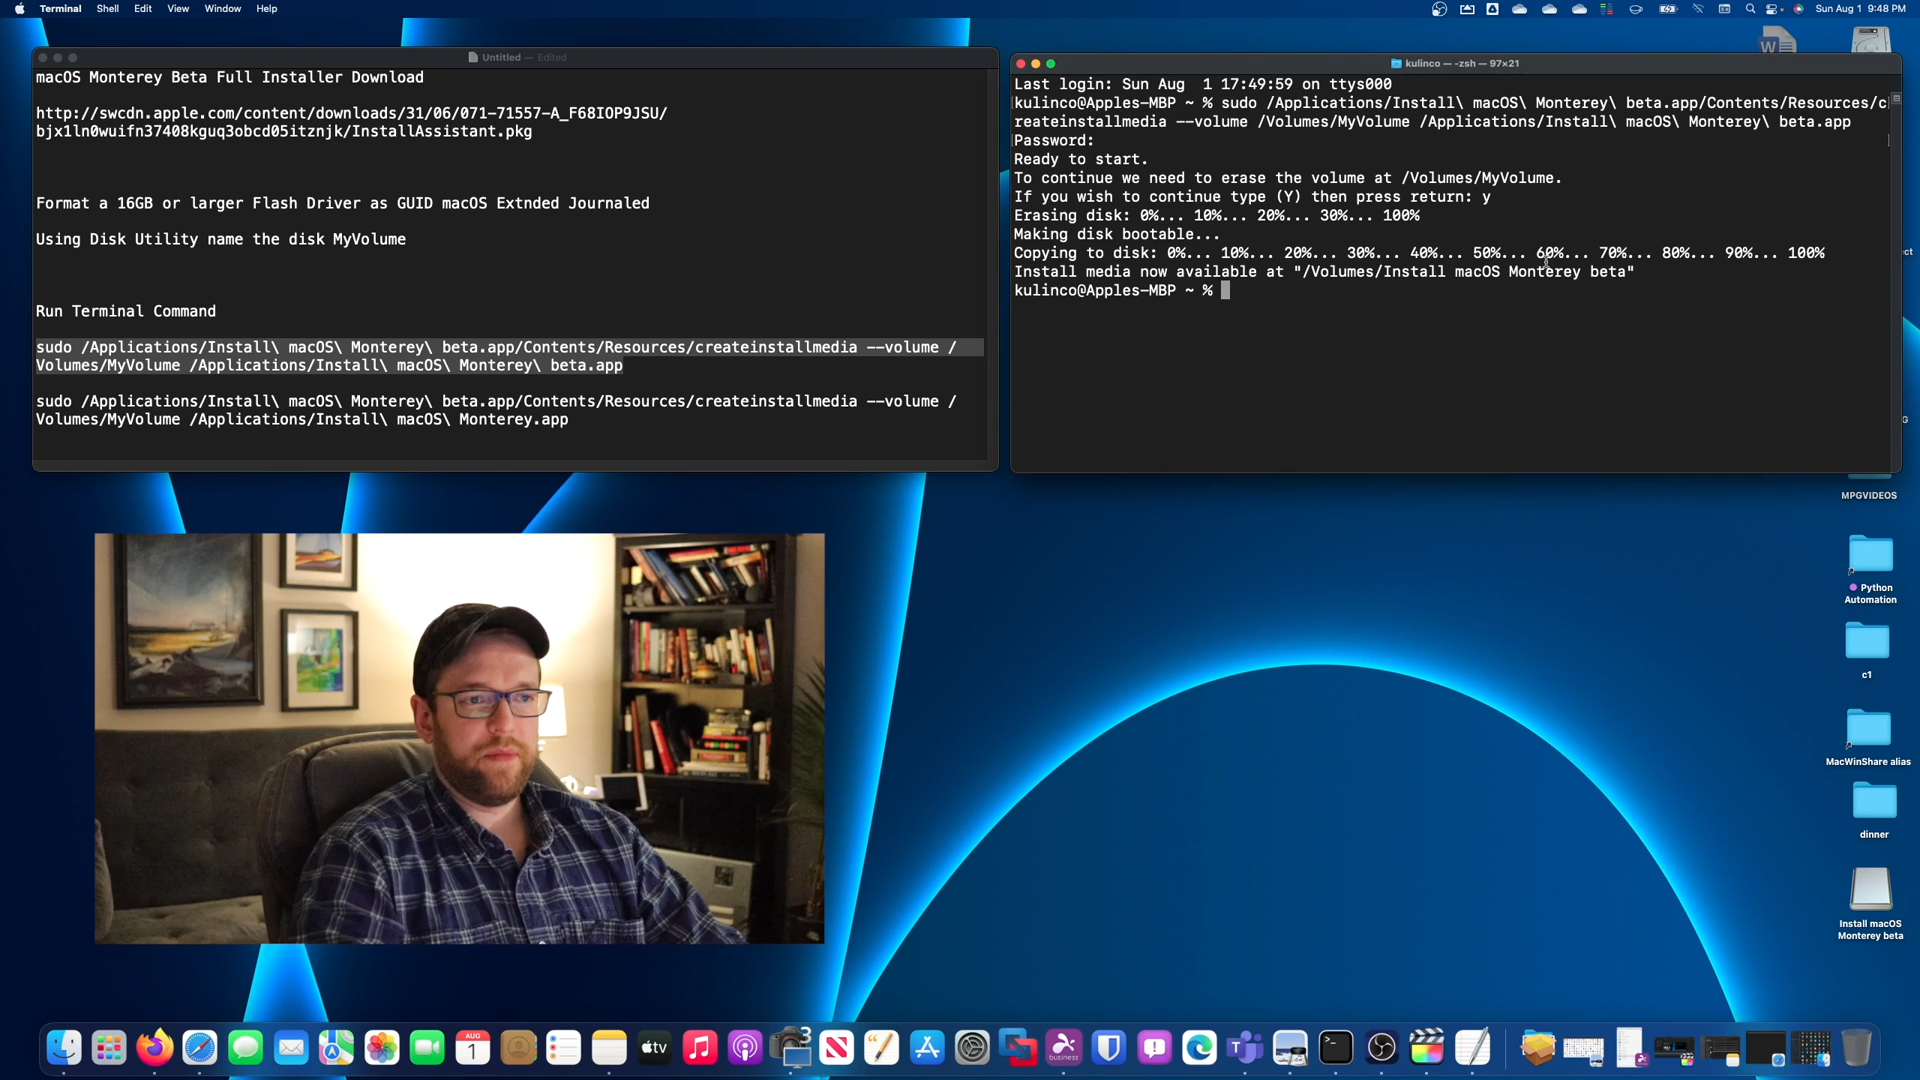 Terminal Shell Edit View Window Help
Sun Aug 1 9:48 PM
Untitled — Edited
macOS Monterey Beta Full Installer Download
http://swcdn.apple.com/content/downloads/31/06/071-71557-A_F68IOP9JSU/
bjx1ln0wuifn37408kguq3obcd05itznjk/InstallAssistant.pkg
Format a 16GB or larger Flash Driver as GUID macOS Extnded Journaled
Using Disk Utility name the disk MyVolume
Run Terminal Command
sudo /Applications/Install\ macOS\ Monterey\ beta.app/Contents/Resources/createinstallmedia --volume /
Volumes/MyVolume /Applications/Install\ macOS\ Monterey\ beta.app
sudo /Applications/Install\ macOS\ Monterey\ beta.app/Contents/Resources/createinstallmedia --volume /
Volumes/MyVolume /Applications/Install\ macOS\ Monterey.app
kulinco — -zsh — 97×21
Last login: Sun Aug  1 17:49:59 on ttys000
kulinco@Apples-MBP ~ % sudo /Applications/Install\ macOS\ Monterey\ beta.app/Contents/Resources/c
reateinstallmedia --volume /Volumes/MyVolume /Applications/Install\ macOS\ Monterey\ beta.app
Password:
Ready to start.
To continue we need to erase the volume at /Volumes/MyVolume.
If you wish to continue type (Y) then press return: y
Erasing disk: 0%... 10%... 20%... 30%... 100%
Making disk bootable...
Copying to disk: 0%... 10%... 20%... 30%... 40%... 50%... 60%... 70%... 80%... 90%... 100%
Install media now available at "/Volumes/Install macOS Monterey beta"
kulinco@Apples-MBP ~ %
MPGVIDEOS
Python
Automation
c1
MacWinShare alias
dinner
Install macOS
Monterey beta
AUG
1
tv
3
business